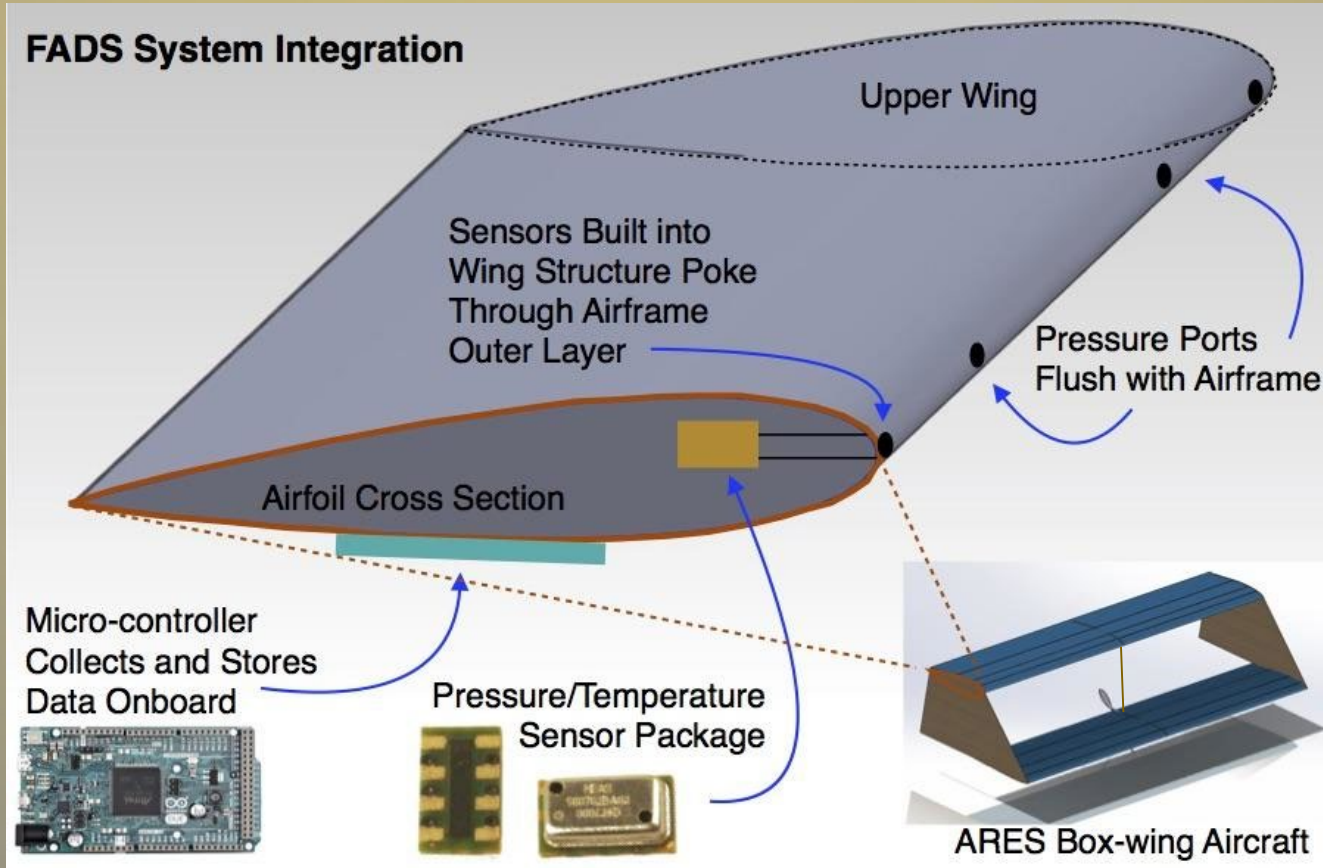 FADS System Integration
Upper Wing
Sensors Built into
Wing Structure Poke
Through Airframe
Outer Layer
Pressure Ports
Flush with Airframe
Airfoil Cross Section
Micro-controller
Collects and Stores
Data Onboard
Pressure/Temperature
Sensor Package
ARES Box-wing Aircraft